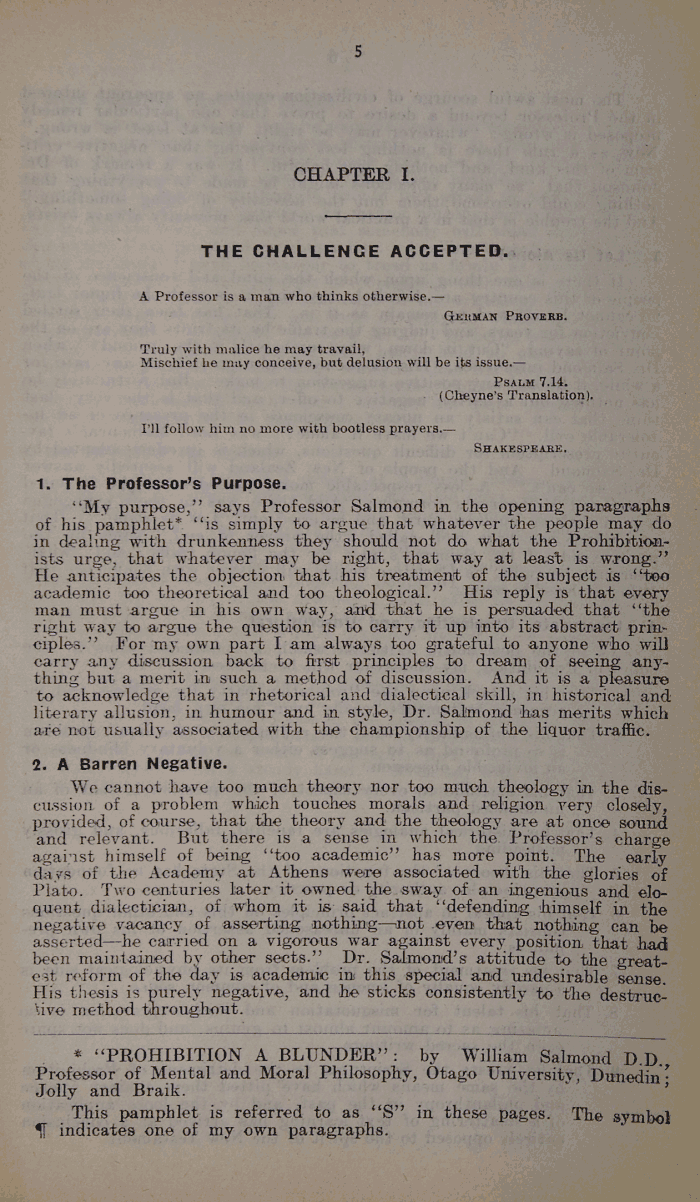 5
CHAPTER I.
THE CHALLENGE ACCEPTED.
A Professor is a man who thinks otherwise.—
GERMAN PROVERB.
Truly with malice he may travail,
Mischief he may conceive, but delusion will be its issue.—
PSALM 7.14.
(Cheyne's Translation).
I'll follow him no more with bootless prayers.—
SHAKESPEARE.
1. The Professor's Purpose.
"My purpose," says Professor Salmond in the opening paragraphs
of his pamphlet* "is simply to argue that whatever the people may do
in dealing with drunkenness they should not do what the Prohibition-
ists urge, that whatever may be right, that way at least is wrong."
He anticipates the objection that his treatment of the subject is "too
academic too theoretical and too theological." His reply is that every
man must argue in his own way, and that he is persuaded that "the
right way to argue the question is to carry it up into its abstract prin-
ciples." For my own part I am always too grateful to anyone who will
carry any discussion back to first principles to dream of seeing any-
thing but a merit in such a method of discussion. And it is a pleasure
to acknowledge that in rhetorical and dialectical skill, in historical and
literary allusion, in humour and in style, Dr. Salmond has merits which
are not usually associated with the championship of the liquor traffic.
2. A Barren Negative.
We cannot have too much theory nor too much theology in the dis-
cussion of a problem which touches morals and religion very closely,
provided, of course, that the theory and the theology are at once sound
and relevant. But there is a sense in which the Professor's charge
against himself of being "too academic" has more point. The early
days of the Academy at Athens were associated with the glories of
Plato. Two centuries later it owned the sway of an ingenious and elo-
quent dialectician, of whom it is said that "defending himself in the
negative vacancy of asserting nothing—not even that nothing can be
asserted—he carried on a vigorous war against every position that had
been maintained by other sects." Dr. Salmond's attitude to the great-
est reform of the day is academic in this special and undesirable sense.
His thesis is purely negative, and he sticks consistently to the destruc-
tive method throughout.
* "PROHIBITION A BLUNDER": by William Salmond D.D.,
Professor of Mental and Moral Philosophy, Otago University, Dunedin;
Jolly and Braik.
This pamphlet is referred to as "S" in these pages. The symbol
¶ indicates one of my own paragraphs.